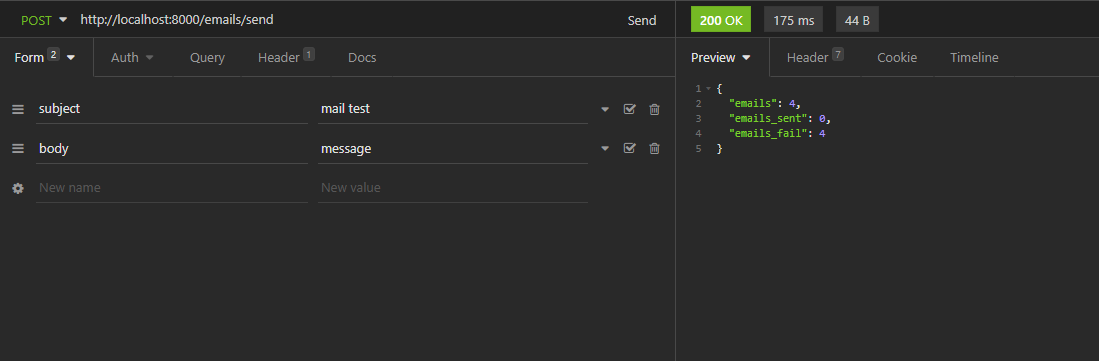 POST http://localhost:8000/emails/send Send
200 OK 175 ms 44 B
Form 2 Auth Query Header 1 Docs
Preview Header 7 Cookie Timeline
subject mail test
body message
New name New value
1 {
2 "emails": 4,
3 "emails_sent": 0,
4 "emails_fail": 4
5 }